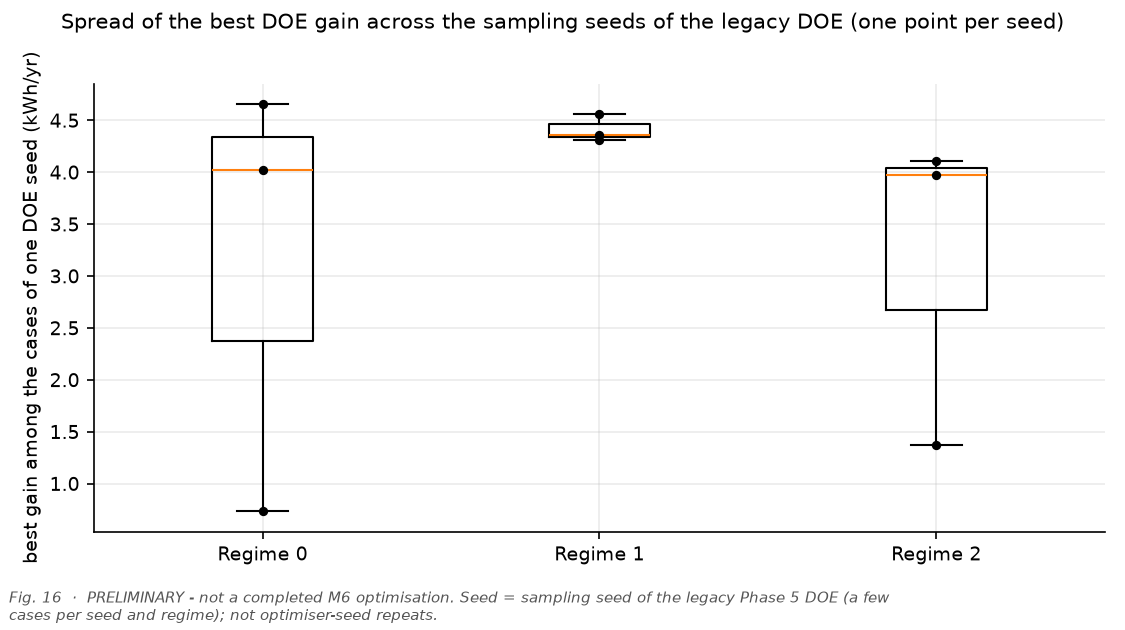 Spread of the best DOE gain across the sampling seeds of the legacy DOE (one point per seed)
best gain among the cases of one DOE seed (kWh/yr)
4.5
4.0
3.5
3.0
2.5
2.0
1.5
1.0
Regime 0
Regime 1
Regime 2
Fig. 16 · PRELIMINARY - not a completed M6 optimisation. Seed = sampling seed of the legacy Phase 5 DOE (a few
cases per seed and regime); not optimiser-seed repeats.